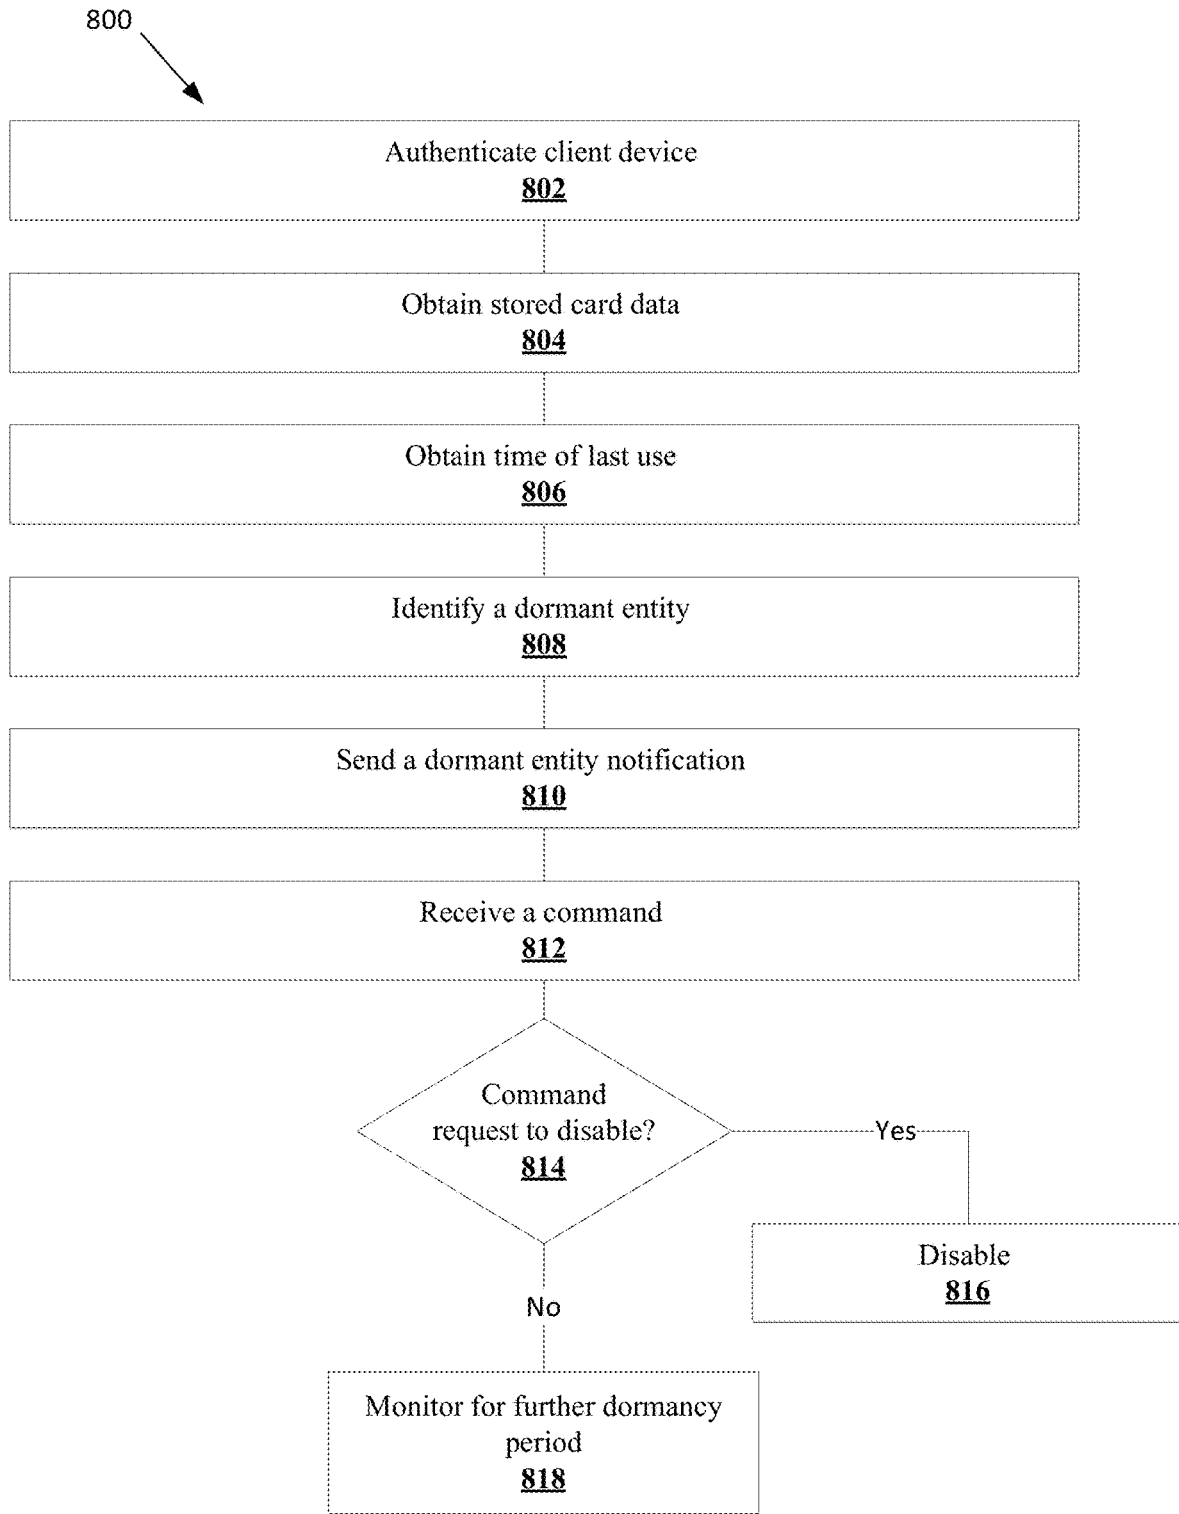 800
Authenticate client device
802
Obtain stored card data
804
Obtain time of last use
806
Identify a dormant entity
808
Send a dormant entity notification
810
Receive a command
812
Command
request to disable?
814
Yes
Disable
816
No
Monitor for further dormancy
period
818